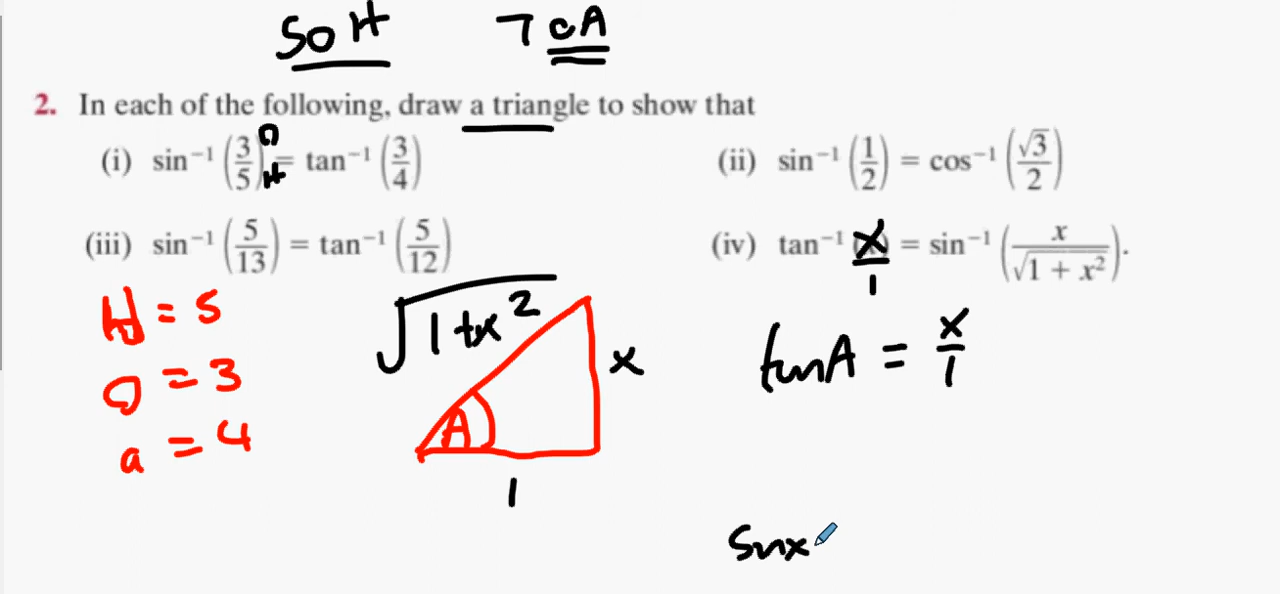 SOH TOA
2. In each of the following, draw a triangle to show that
(i) sin⁻¹ (3/5) = tan⁻¹ (3/4) (ii) sin⁻¹ (1/2) = cos⁻¹ (√3/2)
O
H
(iii) sin⁻¹ (5/13) = tan⁻¹ (5/12) (iv) tan⁻¹ (x) = sin⁻¹ (x/√(1 + x²)).
1
H = 5
O = 3
a = 4
√(1+x²)
x
A
1
tanA = x/1
Sinx